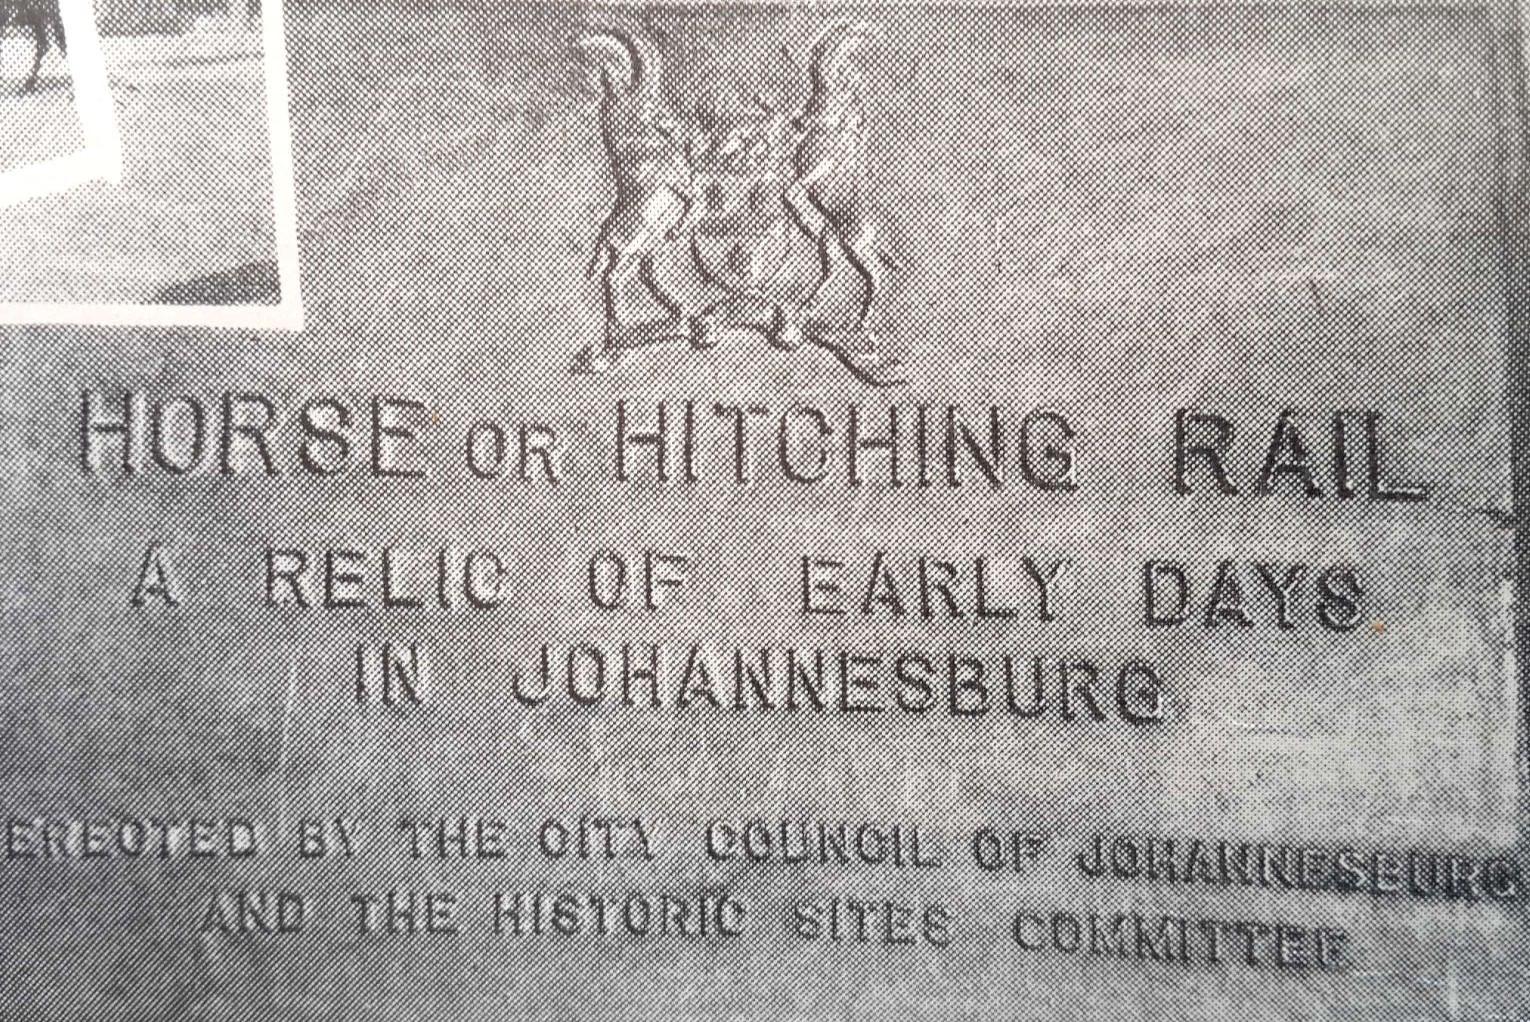 HORSE OR HITCHING RAIL
A RELIC OF EARLY DAYS
IN JOHANNESBURG
ERECTED BY THE CITY COUNCIL OF JOHANNESBURG
AND THE HISTORIC SITES COMMITTEE